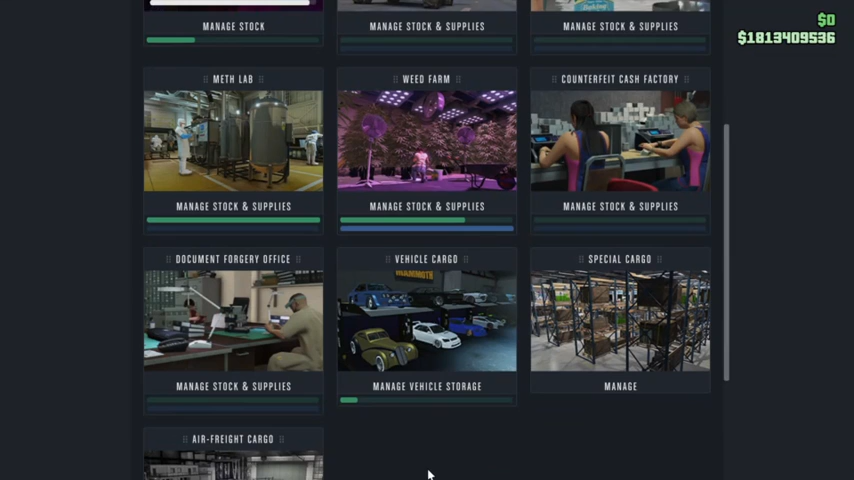 $0
$1813409536
MANAGE STOCK
MANAGE STOCK & SUPPLIES
MANAGE STOCK & SUPPLIES
METH LAB
WEED FARM
COUNTERFEIT CASH FACTORY
MANAGE STOCK & SUPPLIES
MANAGE STOCK & SUPPLIES
MANAGE STOCK & SUPPLIES
DOCUMENT FORGERY OFFICE
VEHICLE CARGO
SPECIAL CARGO
MAMMOTH
MANAGE STOCK & SUPPLIES
MANAGE VEHICLE STORAGE
MANAGE
AIR-FREIGHT CARGO